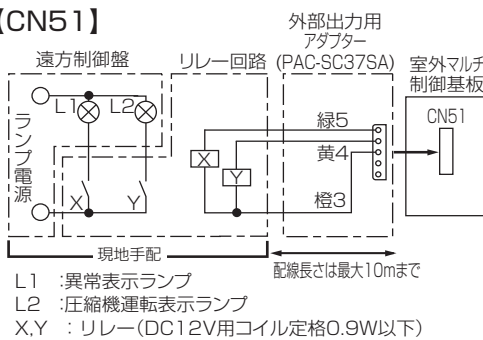 【CN51】
外部出力用
アダプター
(PAC-SC37SA)
遠方制御盤
リレー回路
室外マルチ
制御基板
L1
L2
CN51
ランプ電源
緑5
黄4
橙3
X
Y
X
Y
現地手配
配線長さは最大10mまで
L1 :異常表示ランプ
L2 :圧縮機運転表示ランプ
X,Y :リレー(DC12V用コイル定格0.9W以下)